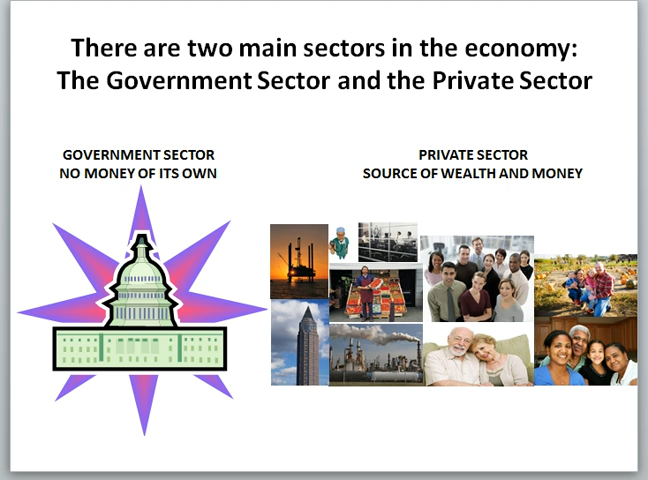 There are two main sectors in the economy:
The Government Sector and the Private Sector
GOVERNMENT SECTOR
NO MONEY OF ITS OWN
PRIVATE SECTOR
SOURCE OF WEALTH AND MONEY